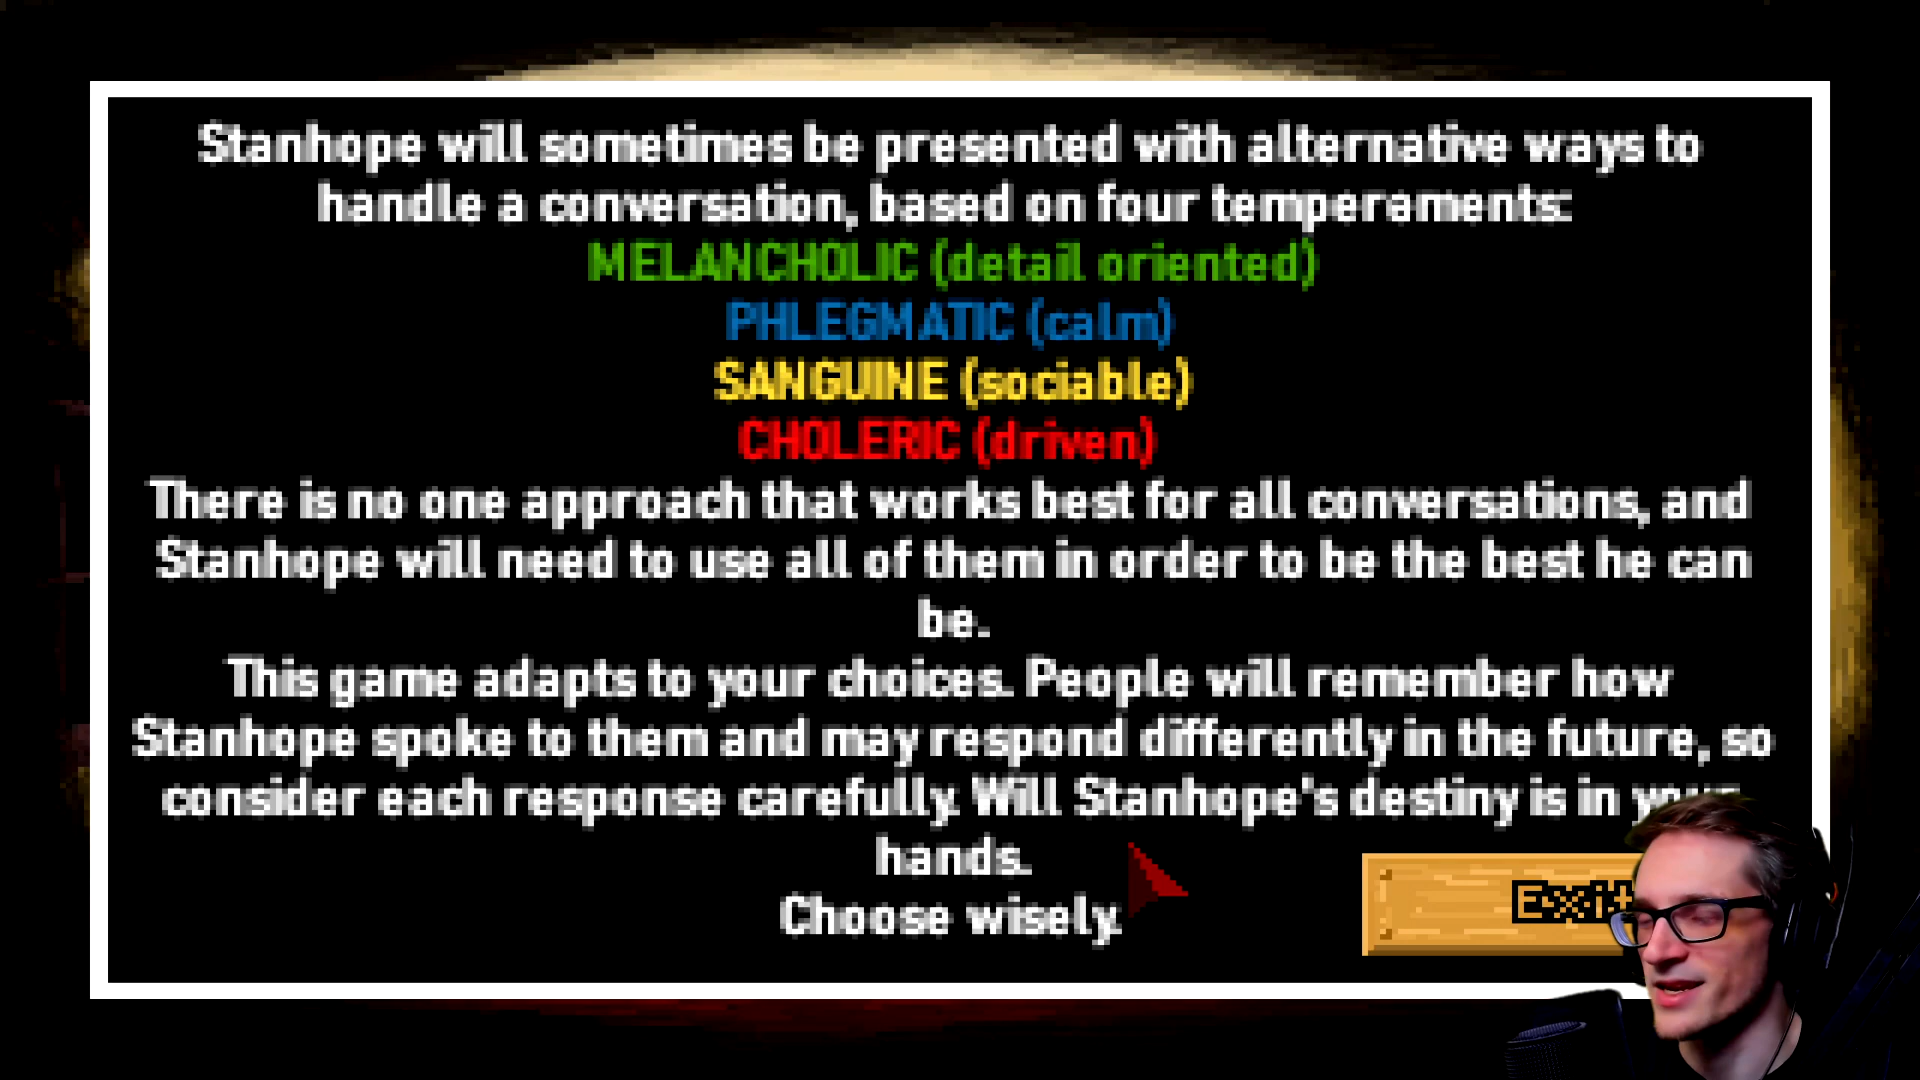 Stanhope will sometimes be presented with alternative ways to
handle a conversation, based on four temperaments:
MELANCHOLIC (detail oriented)
PHLEGMATIC (calm)
SANGUINE (sociable)
CHOLERIC (driven)
There is no one approach that works best for all conversations, and
Stanhope will need to use all of them in order to be the best he can
be.
This game adapts to your choices. People will remember how
Stanhope spoke to them and may respond differently in the future, so
consider each response carefully. Will Stanhope's destiny is in your
hands.
Choose wisely.
Exit